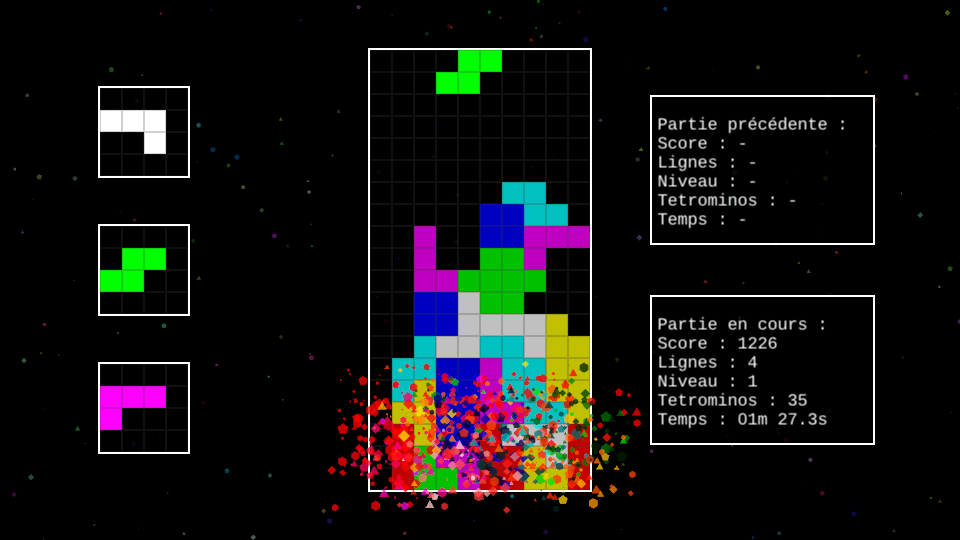 Partie précédente :
Score : -
Lignes : -
Niveau : -
Tetrominos : -
Temps : -
Partie en cours :
Score : 1226
Lignes : 4
Niveau : 1
Tetrominos : 35
Temps : 01m 27.3s